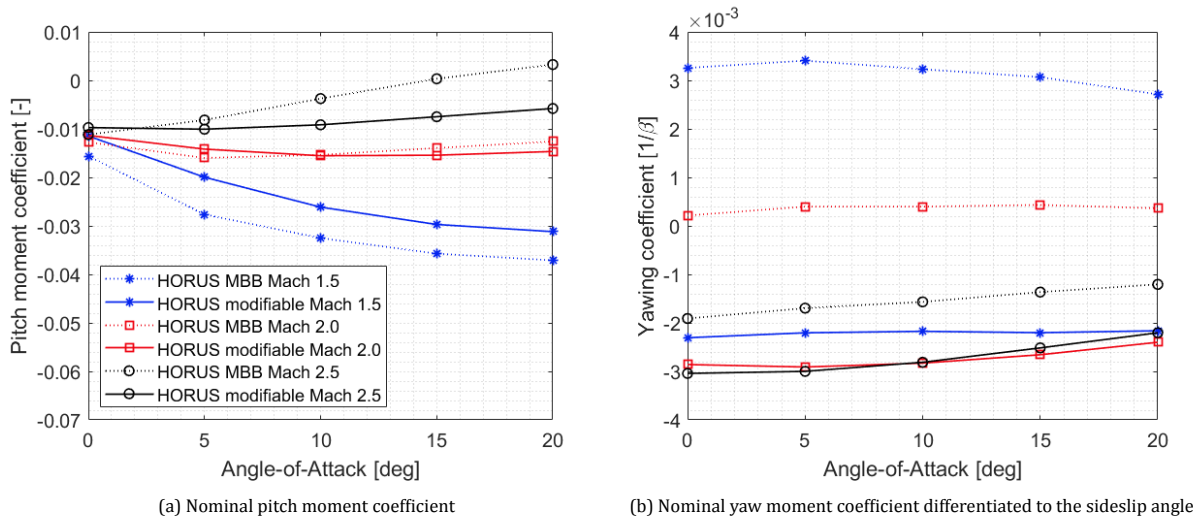 0.01
0
-0.01
-0.02
-0.03
-0.04
-0.05
-0.06
-0.07
Pitch moment coefficient [-]
HORUS MBB Mach 1.5
HORUS modifiable Mach 1.5
HORUS MBB Mach 2.0
HORUS modifiable Mach 2.0
HORUS MBB Mach 2.5
HORUS modifiable Mach 2.5
0 5 10 15 20
Angle-of-Attack [deg]
(a) Nominal pitch moment coefficient
×10⁻³
4
3
2
1
0
-1
-2
-3
-4
Yawing coefficient [1/β]
0 5 10 15 20
Angle-of-Attack [deg]
(b) Nominal yaw moment coefficient differentiated to the sideslip angle